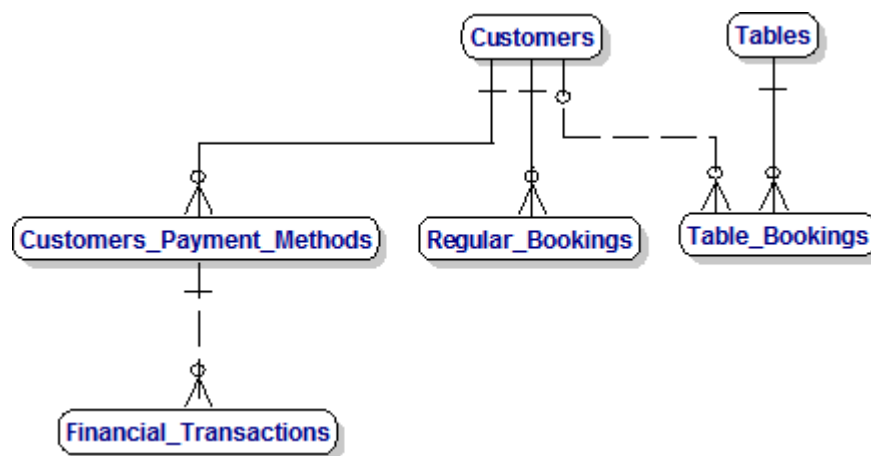 Customers
Tables
Customers_Payment_Methods
Regular_Bookings
Table_Bookings
Financial_Transactions